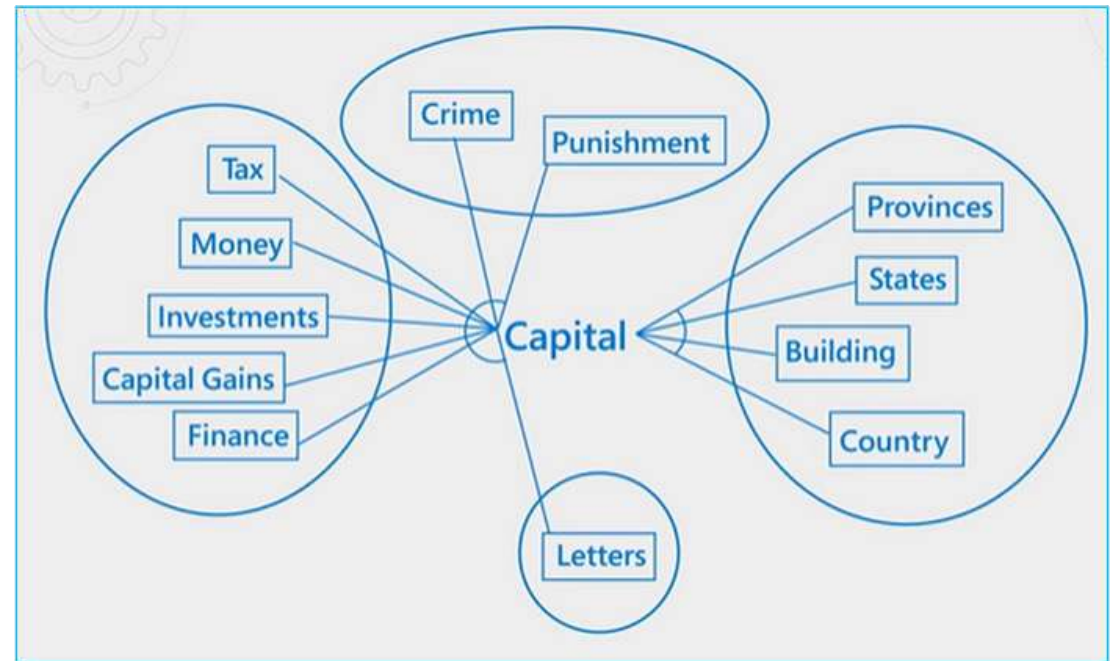 Crime
Punishment
Tax
Money
Investments
Capital Gains
Finance
Capital
Provinces
States
Building
Country
Letters